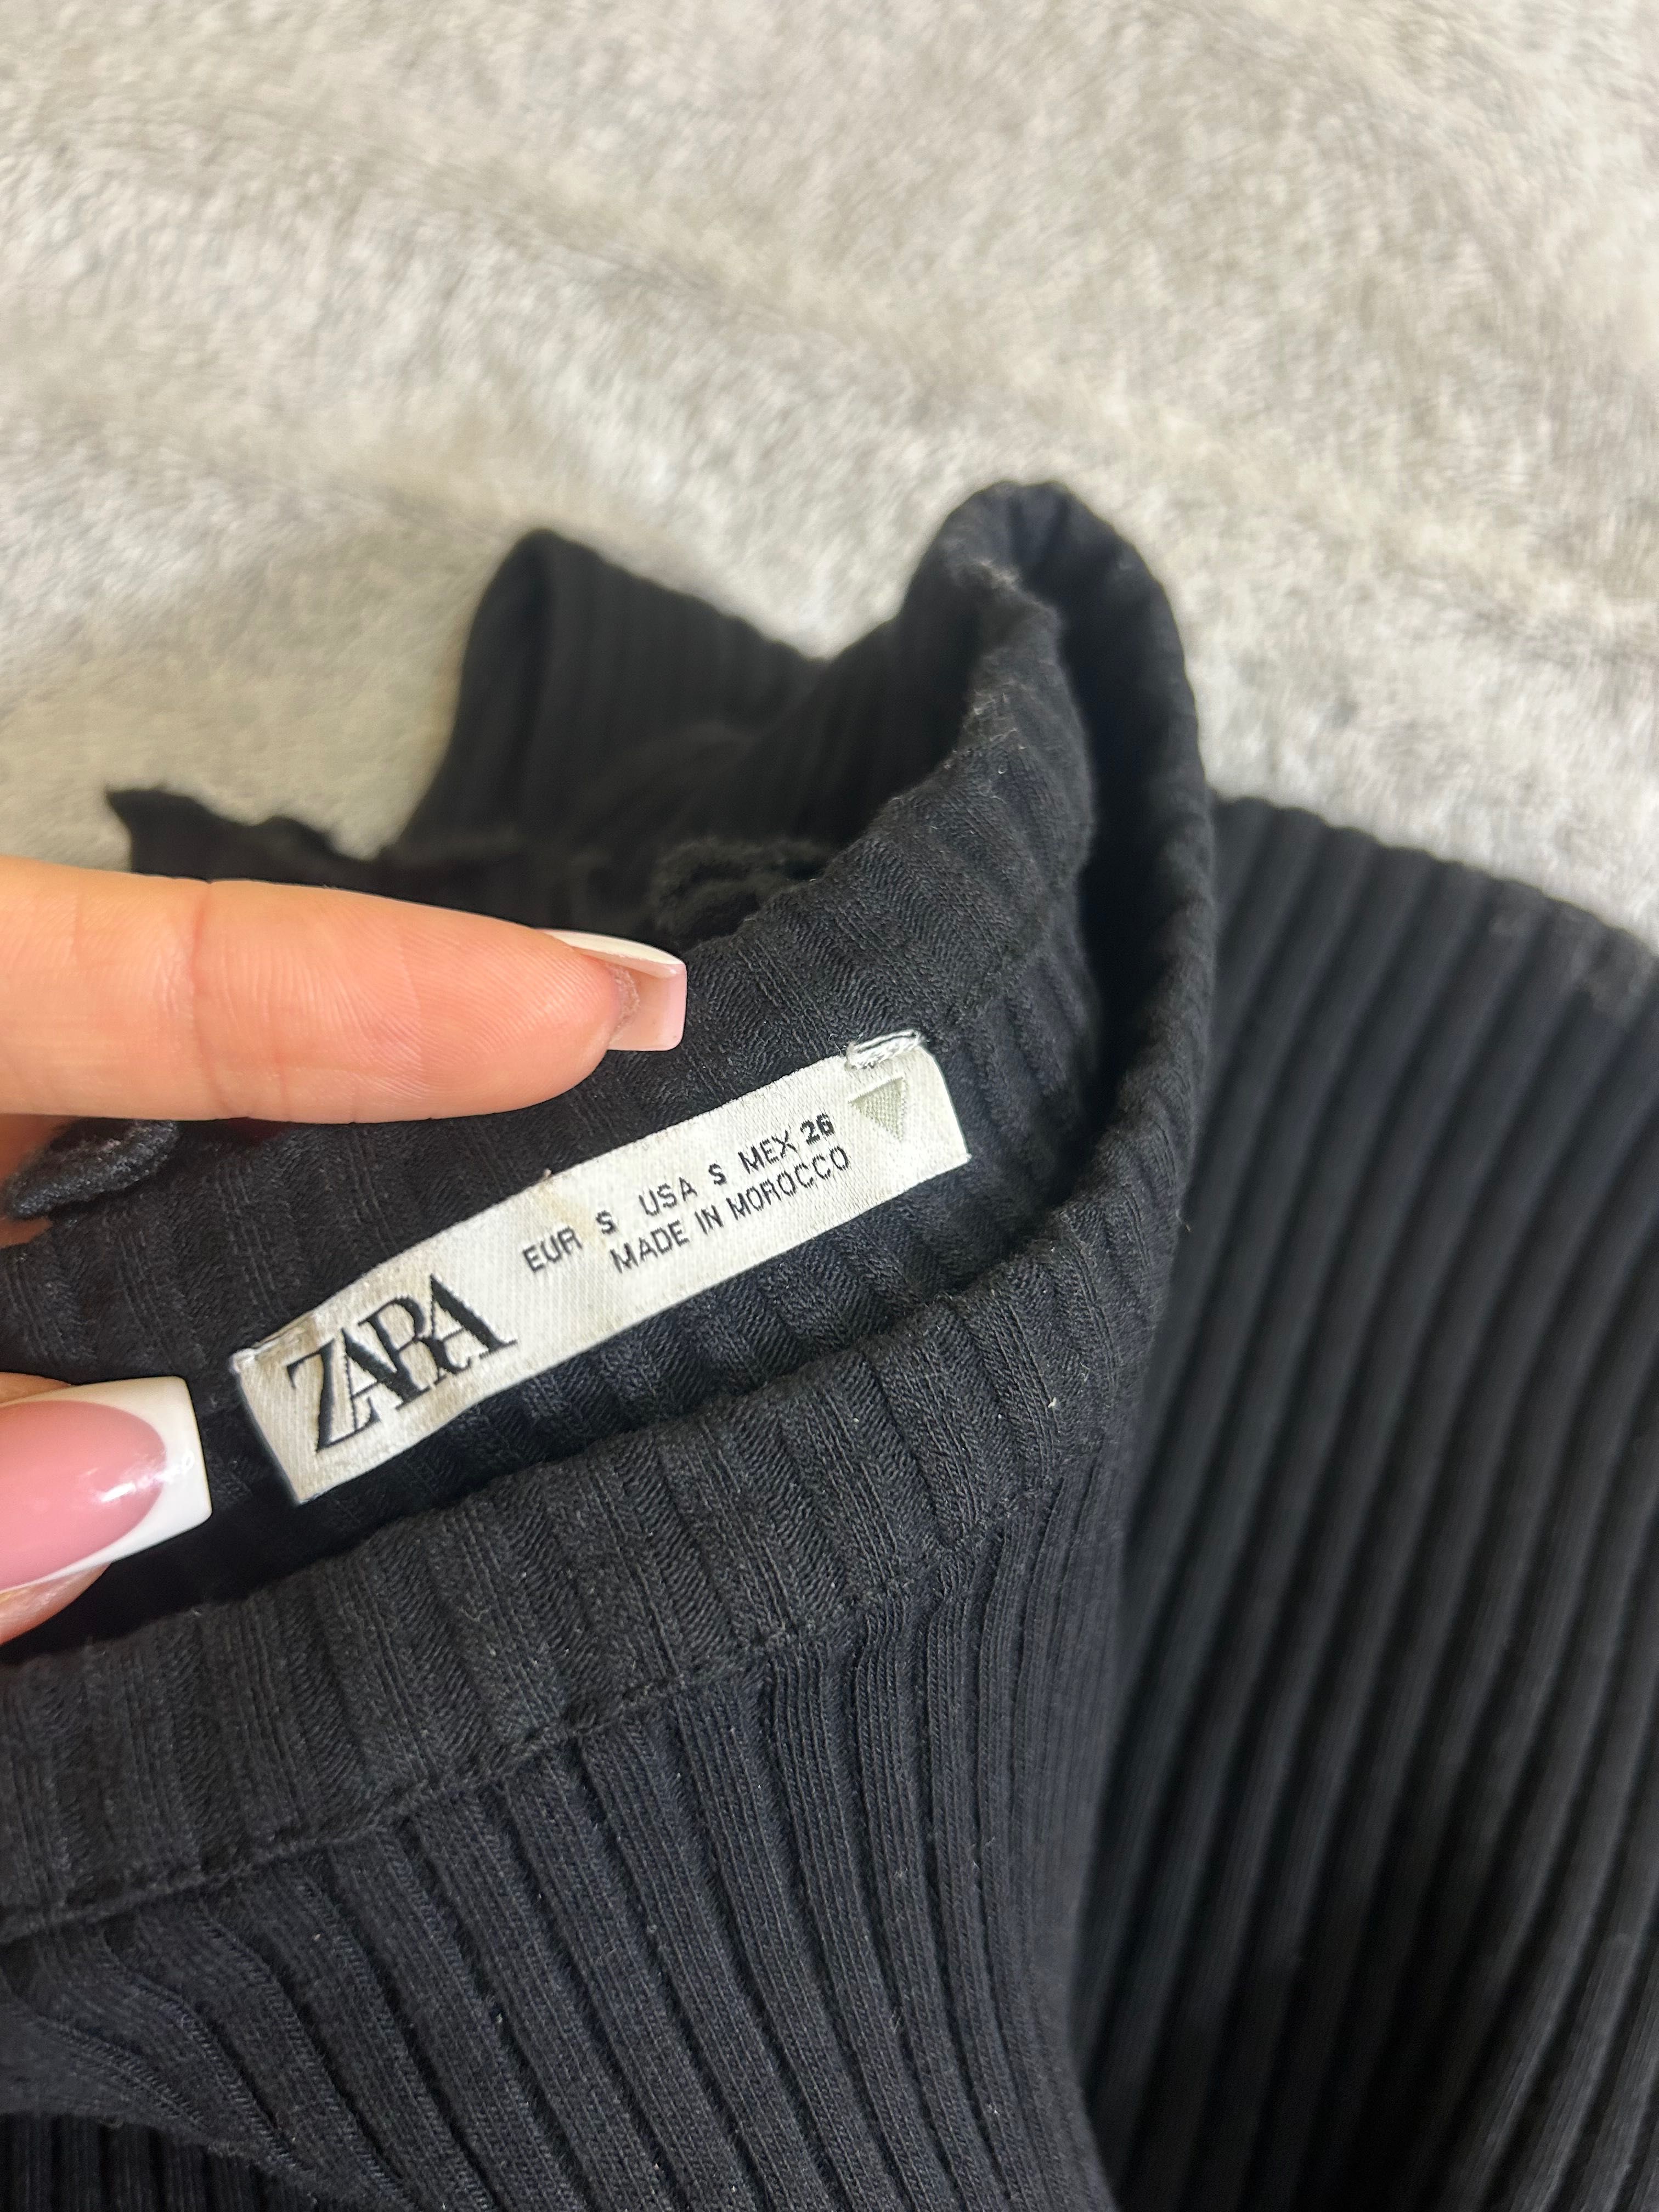 ZARA
EUR S USA S MEX 26
MADE IN MOROCCO